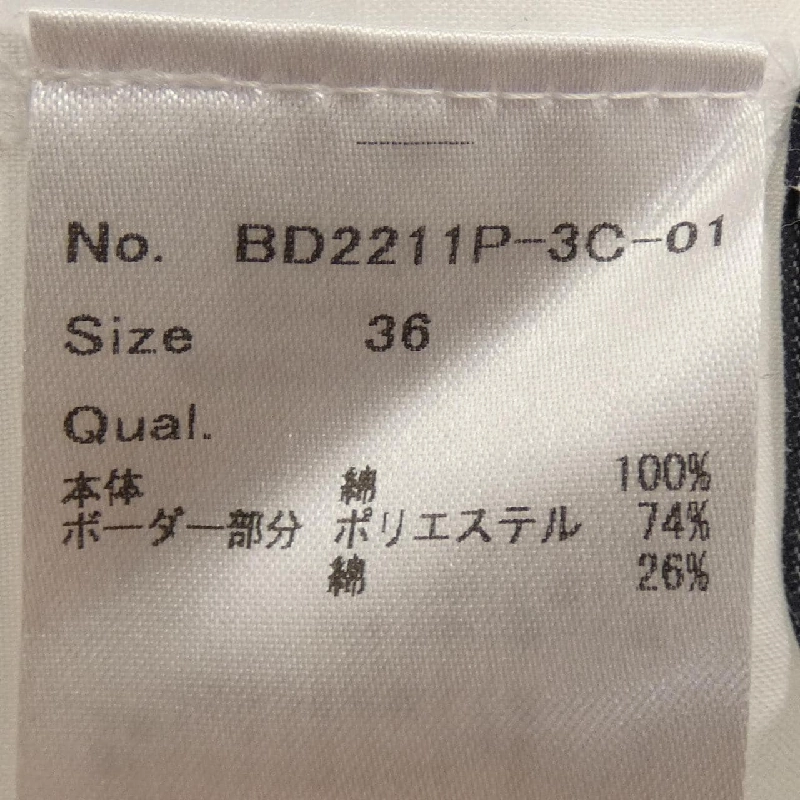 No. BD2211P-3C-01
Size 36
Qual.
本体 綿 100%
ボーダー部分 ポリエステル 74%
綿 26%